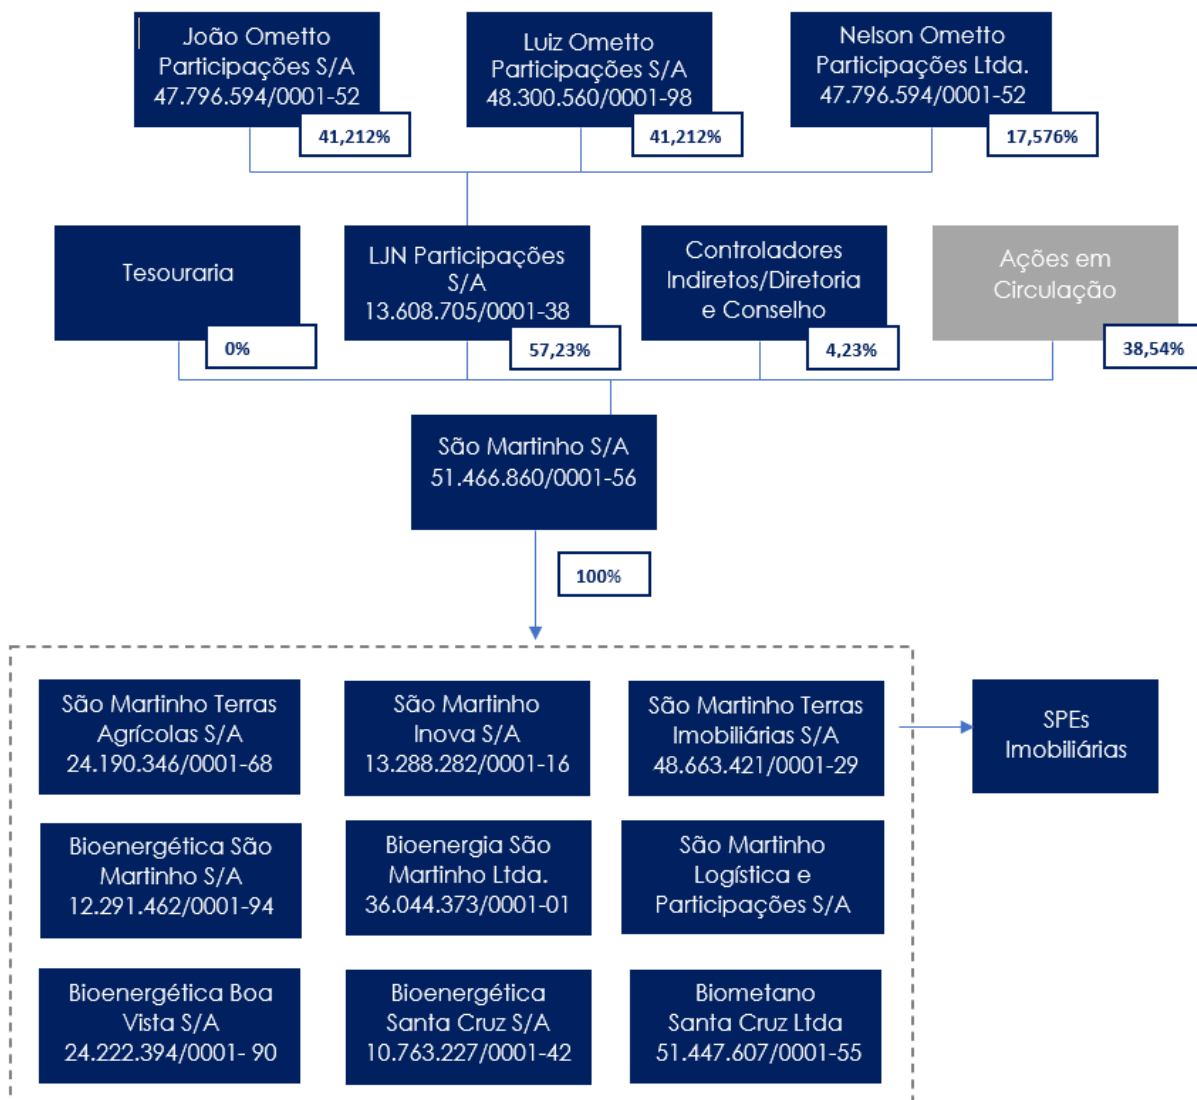 João Ometto
Participações S/A
47.796.594/0001-52
41,212%
Luiz Ometto
Participações S/A
48.300.560/0001-98
41,212%
Nelson Ometto
Participações Ltda.
47.796.594/0001-52
17,576%
Tesouraria
0%
LJN Participações
S/A
13.608.705/0001-38
57,23%
Controladores
Indiretos/Diretoria
e Conselho
4,23%
Ações em
Circulação
38,54%
São Martinho S/A
51.466.860/0001-56
100%
São Martinho Terras
Agrícolas S/A
24.190.346/0001-68
São Martinho
Inova S/A
13.288.282/0001-16
São Martinho Terras
Imobiliárias S/A
48.663.421/0001-29
SPEs
Imobiliárias
Bioenergética São
Martinho S/A
12.291.462/0001-94
Bioenergia São
Martinho Ltda.
36.044.373/0001-01
São Martinho
Logística e
Participações S/A
Bioenergética Boa
Vista S/A
24.222.394/0001- 90
Bioenergética
Santa Cruz S/A
10.763.227/0001-42
Biometano
Santa Cruz Ltda
51.447.607/0001-55